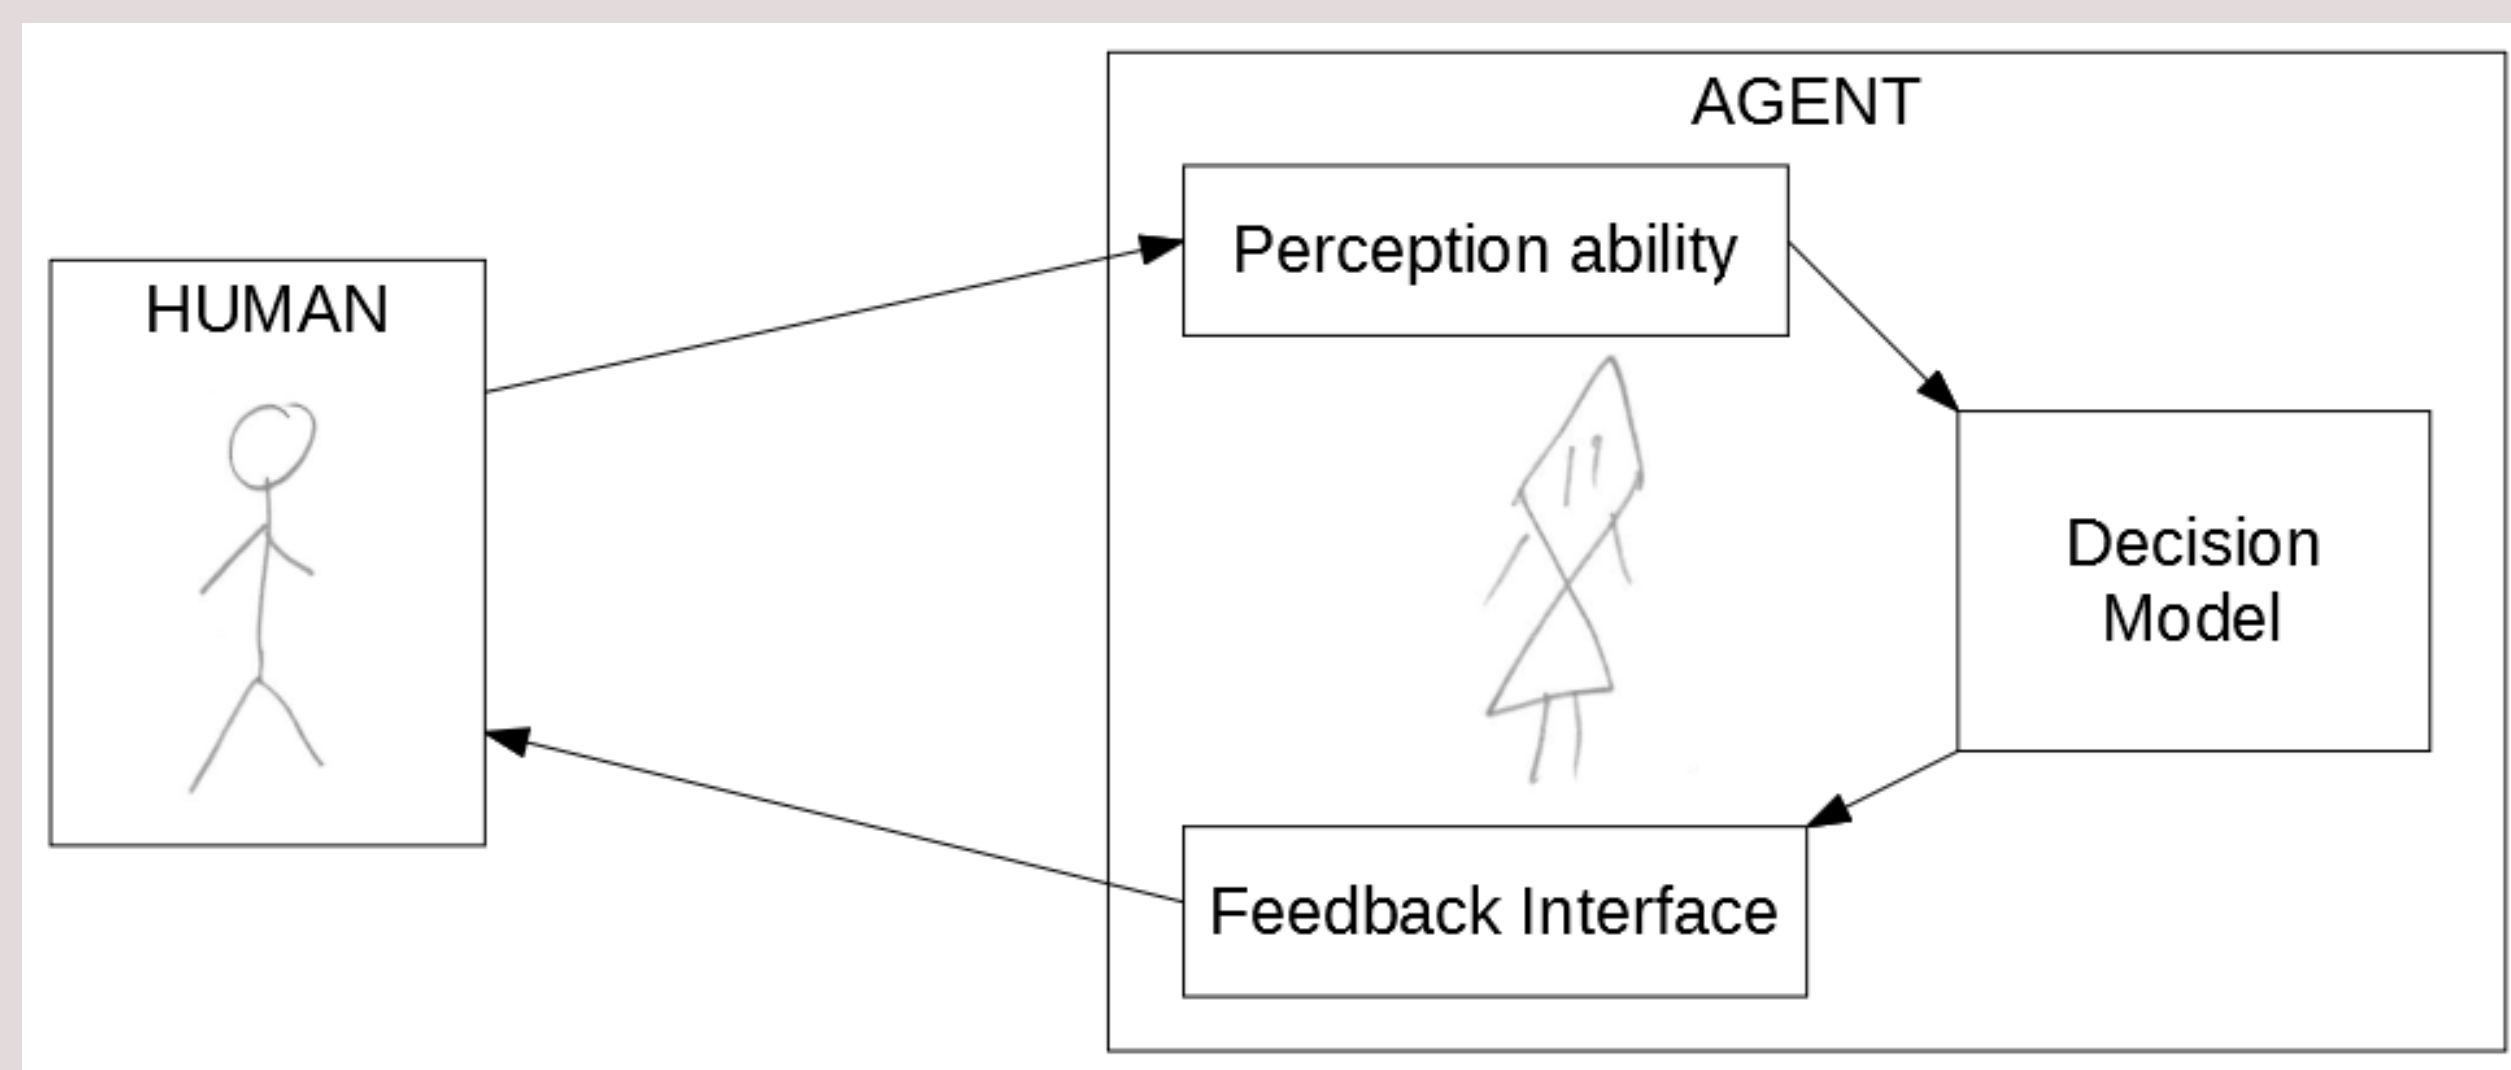 AGENT
Perception ability
HUMAN
Decision
Model
Feedback Interface